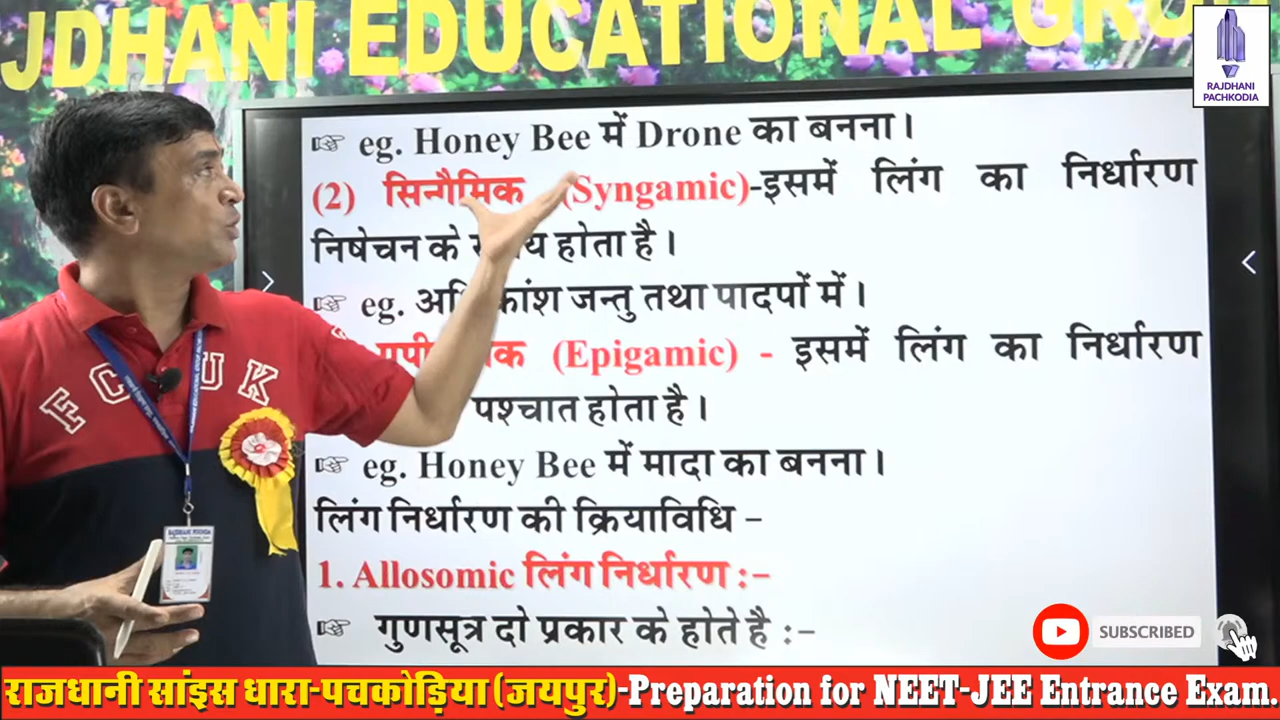 JDHANI EDUCATIONAL GRO
RAJDHANI
PACHKODIA
☞ eg. Honey Bee में Drone का बनना।
(2) सिन्गैमिक (Syngamic)-इसमें लिंग का निर्धारण
निषेचन के होता है।
☞ eg. जन्तु तथा पादपों में।
(Epigamic) - इसमें लिंग का निर्धारण
पश्चात होता है।
☞ eg. Honey Bee में मादा का बनना।
लिंग निर्धारण की क्रियाविधि –
1. Allosomic लिंग निर्धारण :–
☞ गुणसूत्र दो प्रकार के होते है :–
FCUK
SUBSCRIBED
राजधानी सांइस धारा-पचकोड़िया (जयपुर)-Preparation for NEET-JEE Entrance Exam.